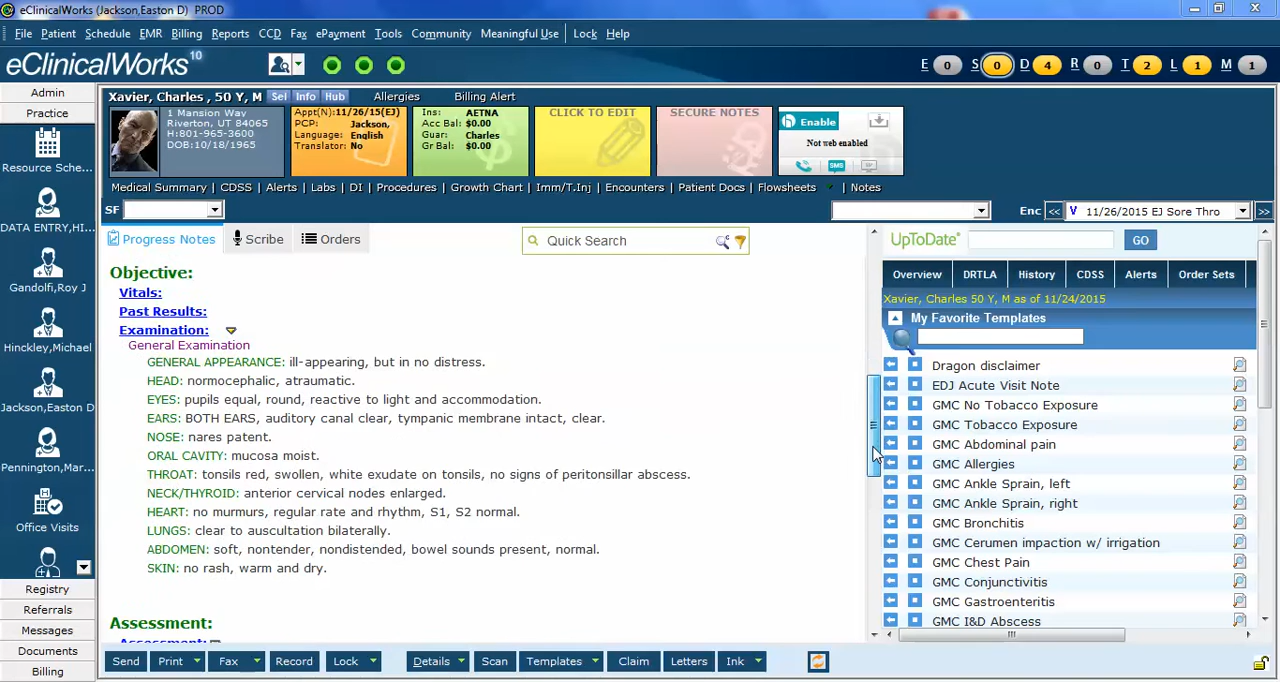 eClinicalWorks (Jackson,Easton D) PROD
File Patient Schedule EMR Billing Reports CCD Fax ePayment Tools Community Meaningful Use Lock Help
eClinicalWorks 10
E 0 S 0 D 4 R 0 T 2 L 1 M 1
Admin
Practice
Resource Sche...
DATA ENTRY,HI...
Gandolfi,Roy J
Hinckley,Michael
Jackson,Easton D
Pennington,Mar...
Office Visits
Registry
Referrals
Messages
Documents
Billing
Xavier, Charles , 50 Y, M Sel Info Hub Allergies Billing Alert
1 Mansion Way
Riverton, UT 84065
H:801-965-3600
DOB:10/18/1965
Appt(N):11/26/15(EJ)
PCP: Jackson,
Language: English
Translator: No
Ins: AETNA
Acc Bal: $0.00
Guar: Charles
Gr Bal: $0.00
CLICK TO EDIT
SECURE NOTES
Enable
Not web enabled
SMS
Medical Summary | CDSS | Alerts | Labs | DI | Procedures | Growth Chart | Imm/T.Inj | Encounters | Patient Docs | Flowsheets | Notes
SF
Enc << V 11/26/2015 EJ Sore Thro >>
Progress Notes Scribe Orders
Quick Search
Objective:
Vitals:
Past Results:
Examination:
General Examination
GENERAL APPEARANCE: ill-appearing, but in no distress.
HEAD: normocephalic, atraumatic.
EYES: pupils equal, round, reactive to light and accommodation.
EARS: BOTH EARS, auditory canal clear, tympanic membrane intact, clear.
NOSE: nares patent.
ORAL CAVITY: mucosa moist.
THROAT: tonsils red, swollen, white exudate on tonsils, no signs of peritonsillar abscess.
NECK/THYROID: anterior cervical nodes enlarged.
HEART: no murmurs, regular rate and rhythm, S1, S2 normal.
LUNGS: clear to auscultation bilaterally.
ABDOMEN: soft, nontender, nondistended, bowel sounds present, normal.
SKIN: no rash, warm and dry.
Assessment:
Assessment:
UpToDate GO
Overview DRTLA History CDSS Alerts Order Sets
Xavier, Charles 50 Y, M as of 11/24/2015
My Favorite Templates
Dragon disclaimer
EDJ Acute Visit Note
GMC No Tobacco Exposure
GMC Tobacco Exposure
GMC Abdominal pain
GMC Allergies
GMC Ankle Sprain, left
GMC Ankle Sprain, right
GMC Bronchitis
GMC Cerumen impaction w/ irrigation
GMC Chest Pain
GMC Conjunctivitis
GMC Gastroenteritis
GMC I&D Abscess
Send Print Fax Record Lock Details Scan Templates Claim Letters Ink